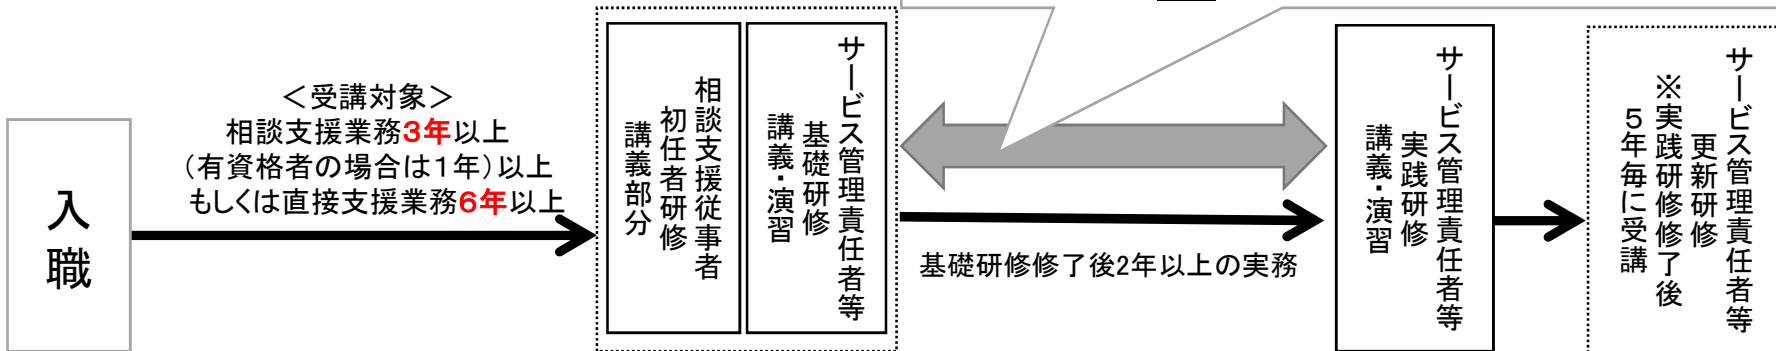 入
職
＜受講対象＞
相談支援業務3年以上
（有資格者の場合は１年）以上
もしくは直接支援業務６年以上
相談支援従事者
初任者研修
講義部分
サービス管理責任者等
基礎研修
講義・演習
基礎研修修了後2年以上の実務
サービス管理責任者等
実践研修
講義・演習
サービス管理責任者等
更新研修
※実践研修修了後
５年毎に受講